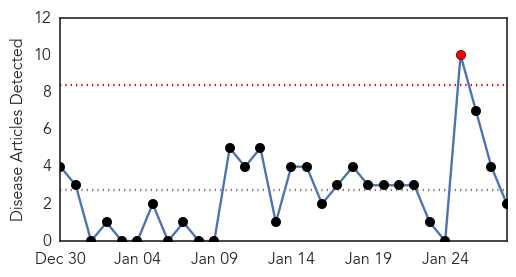 12
10
8
6
4
2
0
Disease Articles Detected
Dec 30
Jan 04
Jan 09
Jan 14
Jan 19
Jan 24